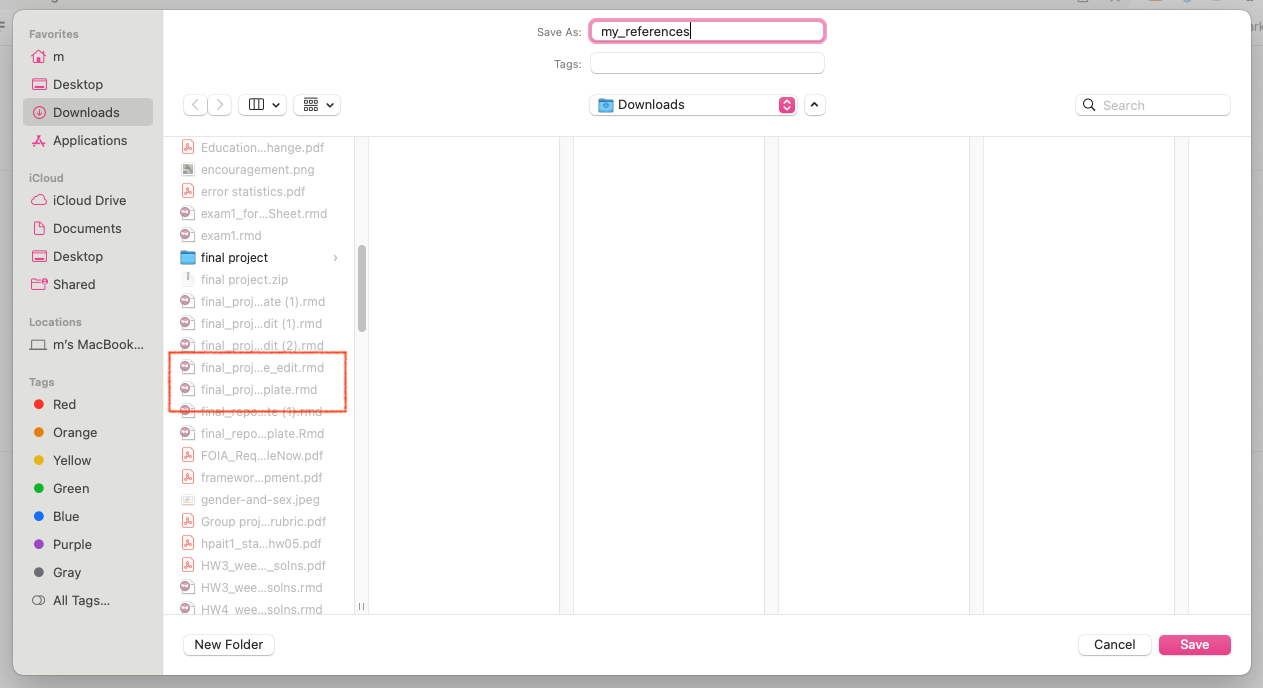 Favorites
m
Desktop
Downloads
Applications
iCloud
iCloud Drive
Documents
Desktop
Shared
Locations
m's MacBook...
Tags
Red
Orange
Yellow
Green
Blue
Purple
Gray
All Tags...
Save As: my_references
Tags:
Downloads
Search
Education...hange.pdf
encouragement.png
error statistics.pdf
exam1_for...Sheet.rmd
exam1.rmd
final project
final project.zip
final_proj...ate (1).rmd
final_proj...dit (1).rmd
final_proj...dit (2).rmd
final_proj...e_edit.rmd
final_proj...plate.rmd
final_repo...te (1).rmd
final_repo...plate.Rmd
FOIA_Req...leNow.pdf
framewor...pment.pdf
gender-and-sex.jpeg
Group proj...rubric.pdf
hpait1_sta...hw05.pdf
HW3_wee..._solns.pdf
HW3_wee...solns.rmd
HW4_wee...solns.rmd
New Folder
Cancel
Save